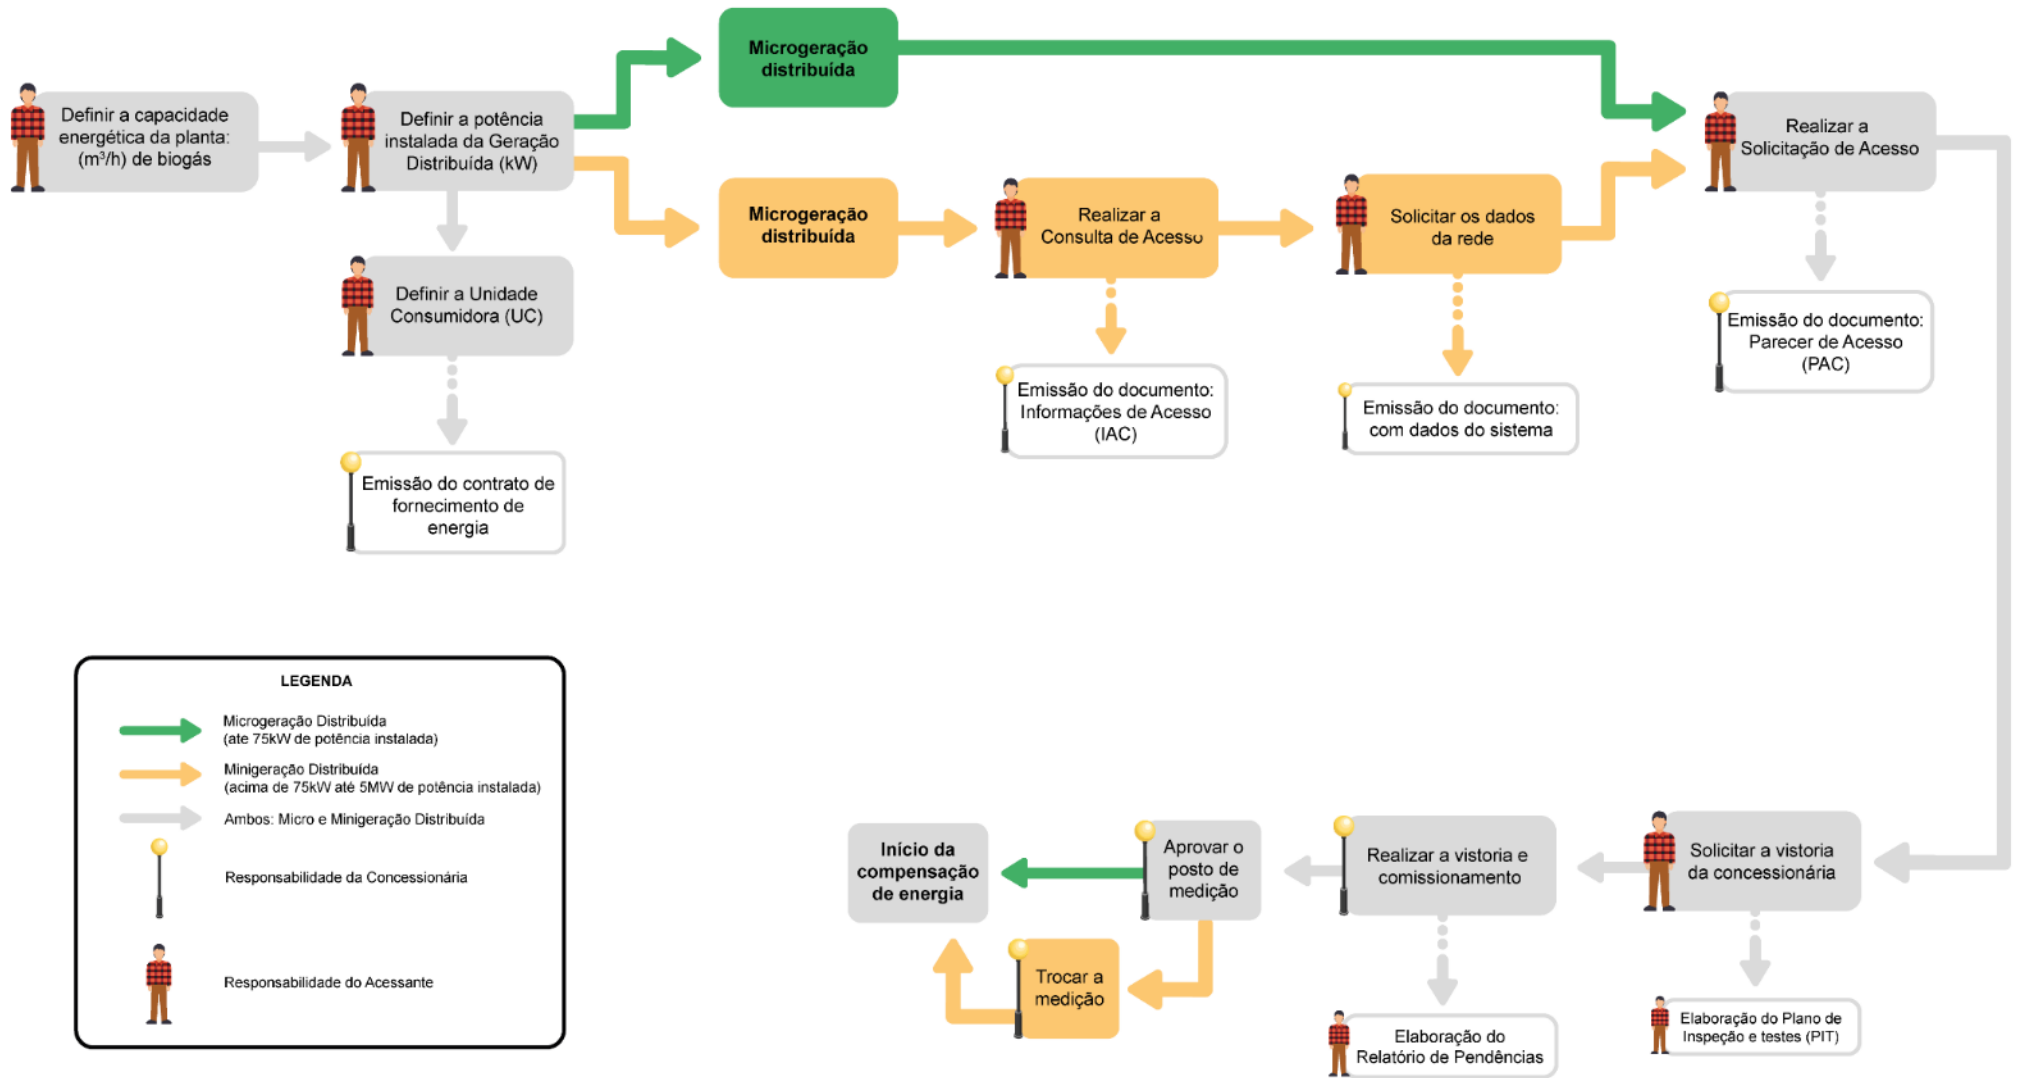 Definir a capacidade
energética da planta:
(m³/h) de biogás
Definir a potência
instalada da Geração
Distribuída (kW)
Microgeração
distribuída
Microgeração
distribuída
Realizar a
Consulta de Acesso
Solicitar os dados
da rede
Realizar a
Solicitação de Acesso
Definir a Unidade
Consumidora (UC)
Emissão do contrato de
fornecimento de
energia
Emissão do documento:
Informações de Acesso
(IAC)
Emissão do documento:
com dados do sistema
Emissão do documento:
Parecer de Acesso
(PAC)
LEGENDA
Microgeração Distribuída
(ate 75kW de potência instalada)
Minigeração Distribuída
(acima de 75kW até 5MW de potência instalada)
Ambos: Micro e Minigeração Distribuída
Responsabilidade da Concessionária
Responsabilidade do Acessante
Início da
compensação
de energia
Aprovar o
posto de
medição
Realizar a vistoria e
comissionamento
Solicitar a vistoria
da concessionária
Trocar a
medição
Elaboração do
Relatório de Pendências
Elaboração do Plano de
Inspeção e testes (PIT)